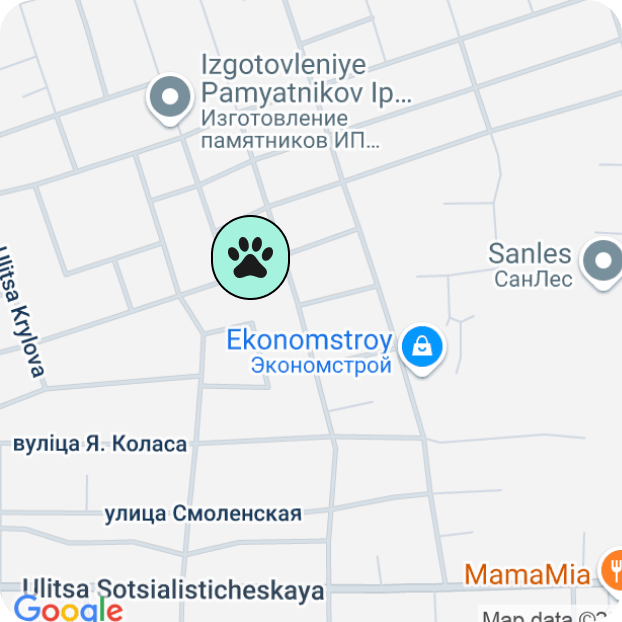 Izgotovleniye
Pamyatnikov Ip...
Изготовление
памятников ИП...
Sanles
СанЛес
Ulitsa Krylova
Ekonomstroy
Экономстрой
вуліца Я. Коласа
улица Смоленская
MamaMia
Ulitsa Sotsialisticheskaya
Google
Map data ©2